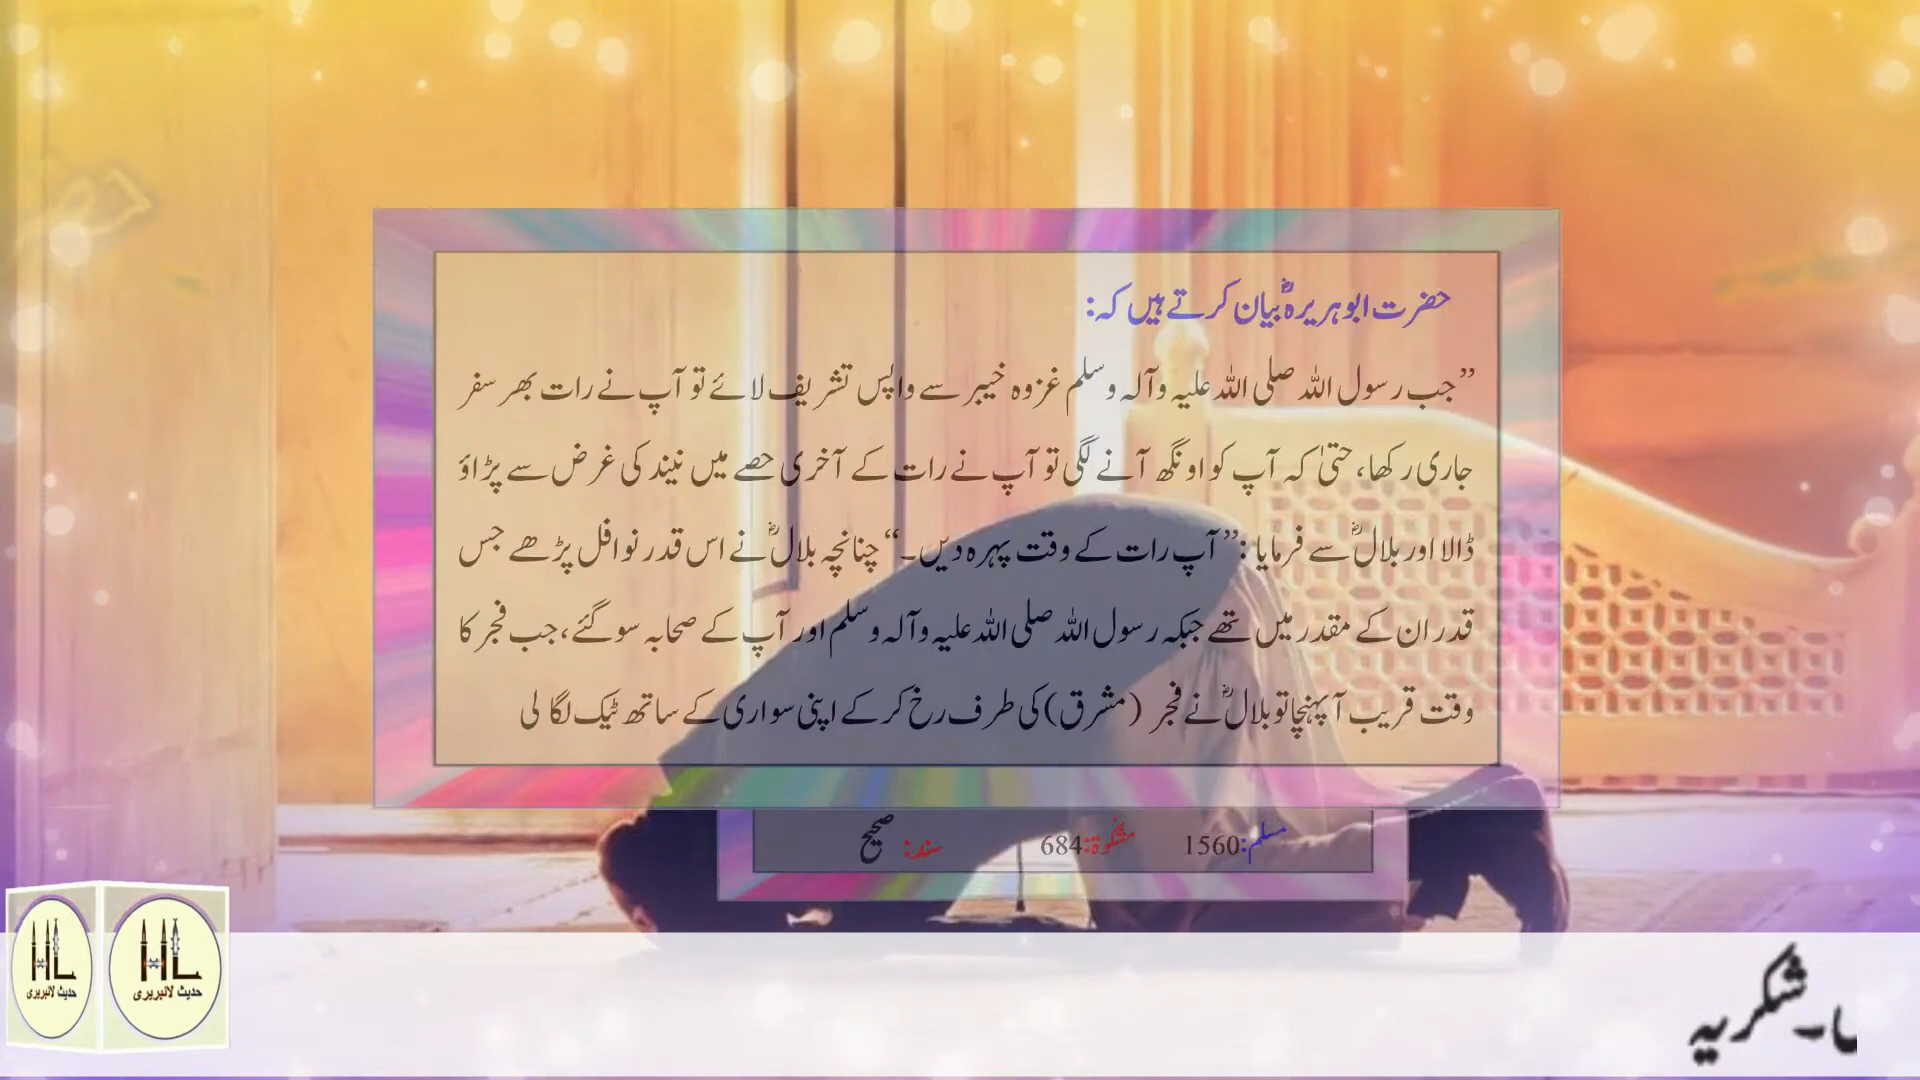 حضرت ابوہریرہؓ بیان کرتے ہیں کہ:
”جب رسول اللہ صلی اللہ علیہ وآلہ وسلم غزوہ خیبر سے واپس تشریف لائے تو آپ نے رات بھر سفر
جاری رکھا، حتیٰ کہ آپ کو اونگھ آنے لگی تو آپ نے رات کے آخری حصے میں نیند کی غرض سے پڑاؤ
ڈالا اور بلالؓ سے فرمایا :”آپ رات کے وقت پہرہ دیں۔“ چنانچہ بلالؓ نے اس قدر نوافل پڑھے جس
قدر ان کے مقدر میں تھے جبکہ رسول اللہ صلی اللہ علیہ وآلہ وسلم اور آپ کے صحابہ سو گئے، جب فجر کا
وقت قریب آپہنچا تو بلالؓ نے فجر (مشرق) کی طرف رخ کر کے اپنی سواری کے ساتھ ٹیک لگا لی
مسلم:1560 مشکوٰۃ:684 سند: صحیح
HL HL
حدیث لائبریری حدیث لائبریری
۔شکریہ